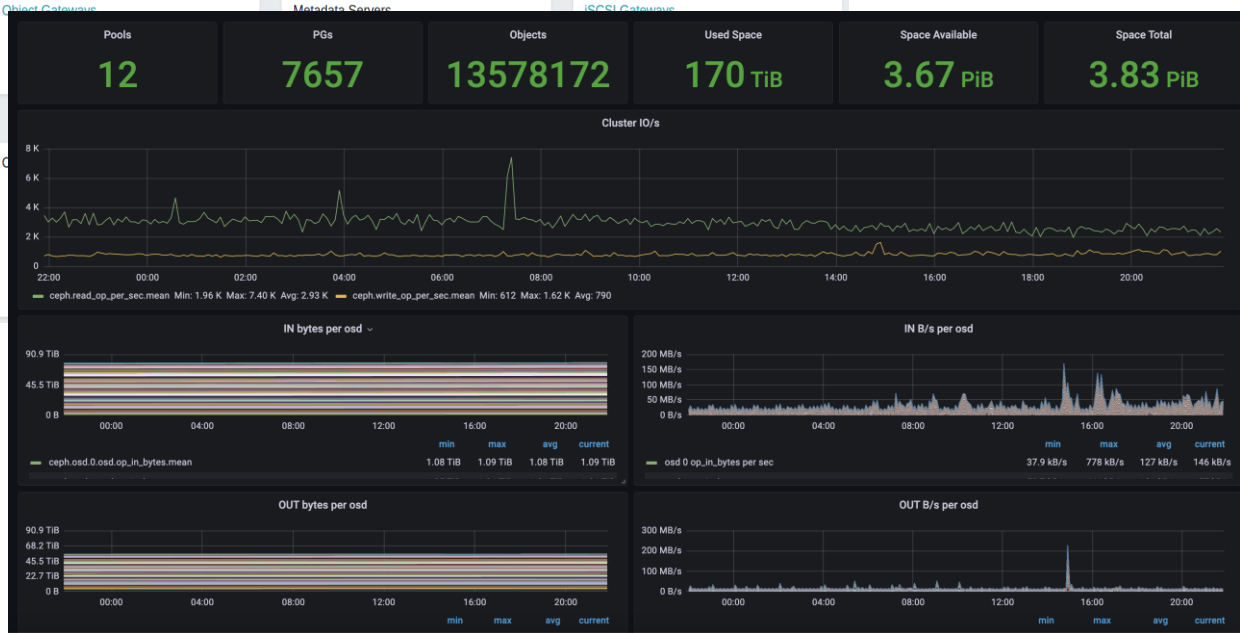 Object Gateways Metadata Servers iSCSI Gateways
Pools PGs Objects Used Space Space Available Space Total
12 7657 13578172 170 TiB 3.67 PiB 3.83 PiB
Cluster IO/s
8 K
6 K
4 K
2 K
0
22:00 00:00 02:00 04:00 06:00 08:00 10:00 12:00 14:00 16:00 18:00 20:00
ceph.read_op_per_sec.mean Min: 1.96 K Max: 7.40 K Avg: 2.93 K ceph.write_op_per_sec.mean Min: 612 Max: 1.62 K Avg: 790
IN bytes per osd
90.9 TiB
45.5 TiB
0 B
00:00 04:00 08:00 12:00 16:00 20:00
min max avg current
ceph.osd.0.osd.op_in_bytes.mean 1.08 TiB 1.09 TiB 1.08 TiB 1.09 TiB
IN B/s per osd
200 MB/s
150 MB/s
100 MB/s
50 MB/s
0 B/s
00:00 04:00 08:00 12:00 16:00 20:00
min max avg current
osd 0 op_in_bytes per sec 37.9 kB/s 778 kB/s 127 kB/s 146 kB/s
OUT bytes per osd
90.9 TiB
68.2 TiB
45.5 TiB
22.7 TiB
0 B
00:00 04:00 08:00 12:00 16:00 20:00
min max avg current
OUT B/s per osd
300 MB/s
200 MB/s
100 MB/s
0 B/s
00:00 04:00 08:00 12:00 16:00 20:00
min max avg current